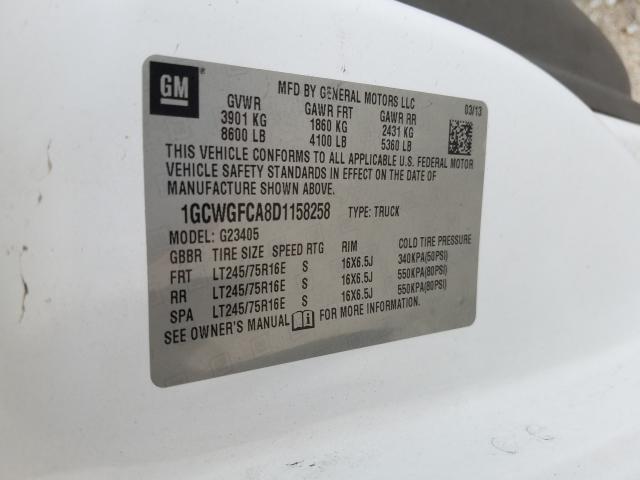 GM
MFD BY GENERAL MOTORS LLC
03/13
GVWR GAWR FRT GAWR RR
3901 KG 1860 KG 2431 KG
8600 LB 4100 LB 5360 LB
THIS VEHICLE CONFORMS TO ALL APPLICABLE U.S. FEDERAL MOTOR
VEHICLE SAFETY STANDARDS IN EFFECT ON THE DATE OF
MANUFACTURE SHOWN ABOVE.
1GCWGFCA8D1158258 TYPE: TRUCK
MODEL: G23405
GBBR TIRE SIZE SPEED RTG RIM COLD TIRE PRESSURE
FRT LT245/75R16E S 16X6.5J 340KPA(50PSI)
RR LT245/75R16E S 16X6.5J 550KPA(80PSI)
SPA LT245/75R16E S 16X6.5J 550KPA(80PSI)
SEE OWNER'S MANUAL FOR MORE INFORMATION.